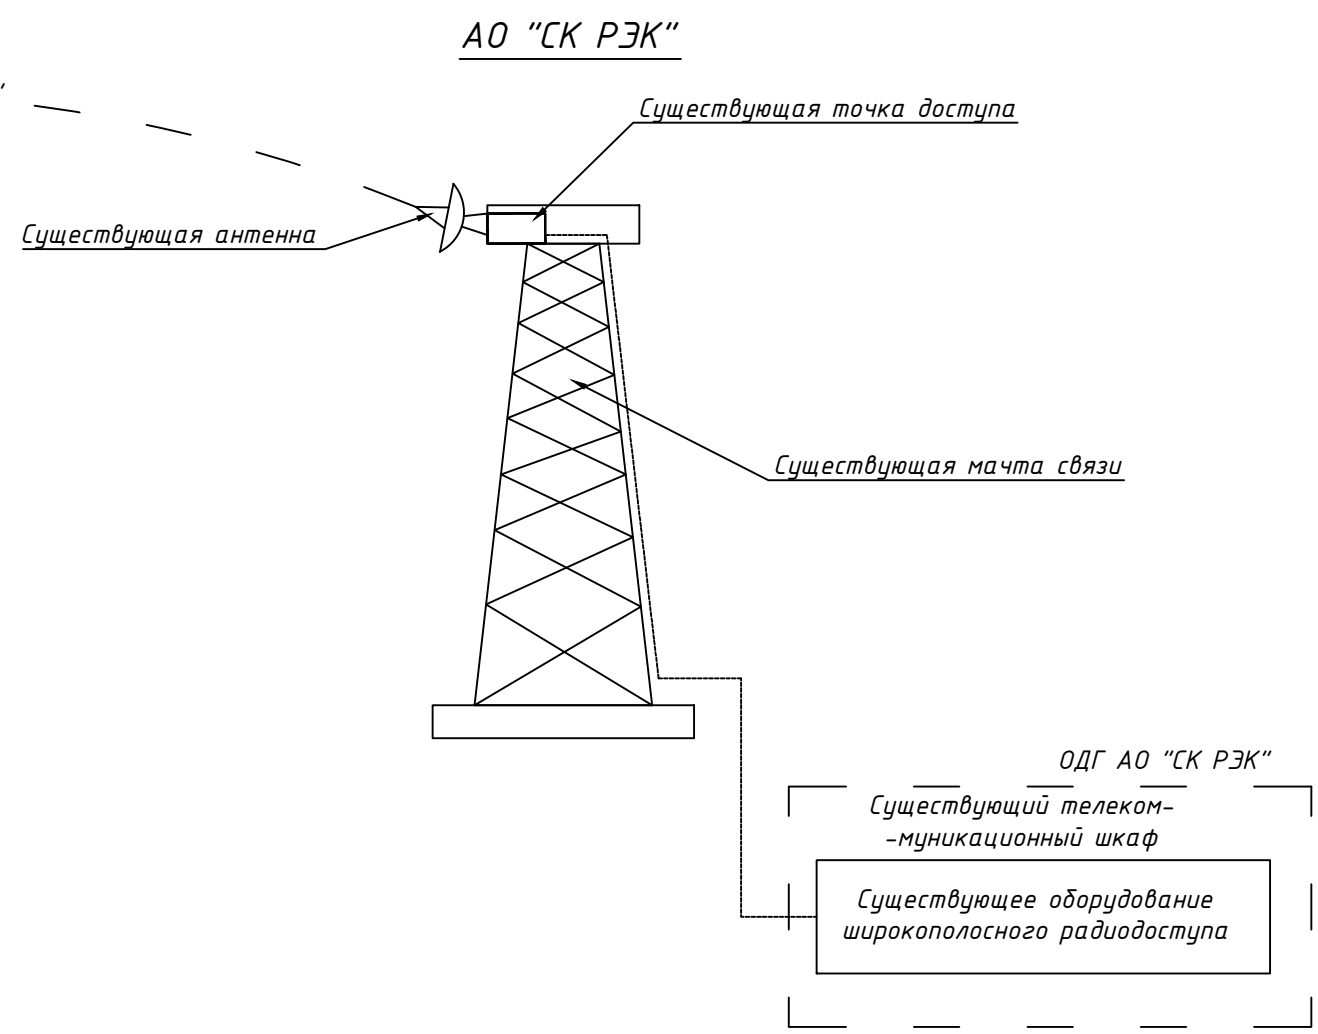 АО "СК РЭК"
Существующая точка доступа
Существующая антенна
Существующая мачта связи
ОДГ АО "СК РЭК"
Существующий телеком-
-муникационный шкаф
Существующее оборудование
широкополосного радиодоступа